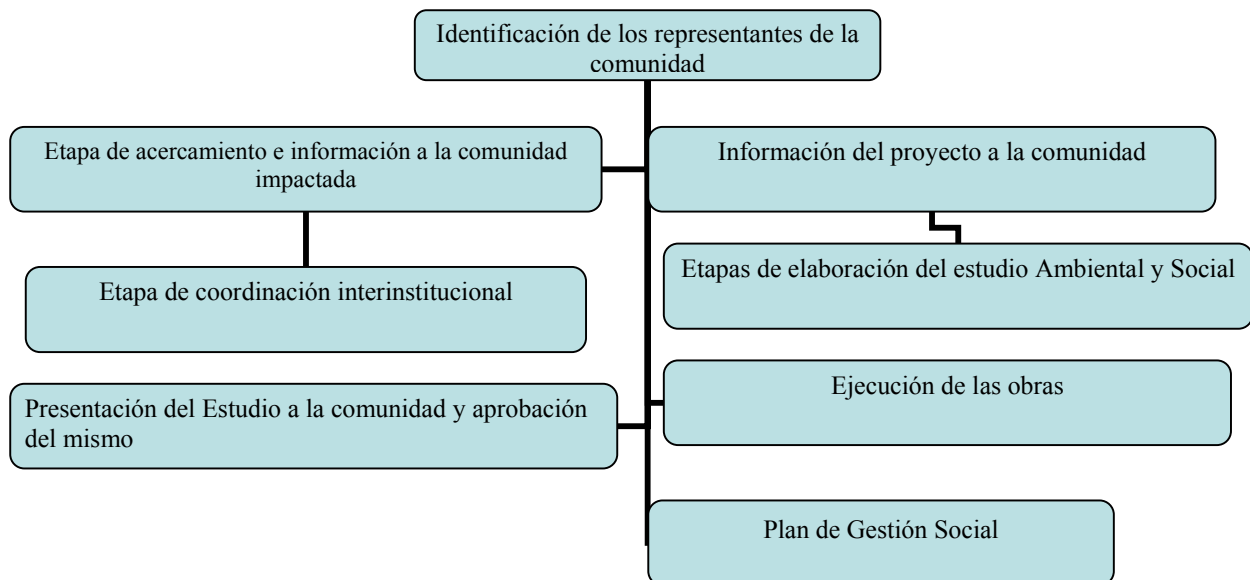 Identificación de los representantes de la
comunidad
Etapa de acercamiento e información a la comunidad
impactada
Información del proyecto a la comunidad
Etapa de coordinación interinstitucional
Etapas de elaboración del estudio Ambiental y Social
Presentación del Estudio a la comunidad y aprobación
del mismo
Ejecución de las obras
Plan de Gestión Social